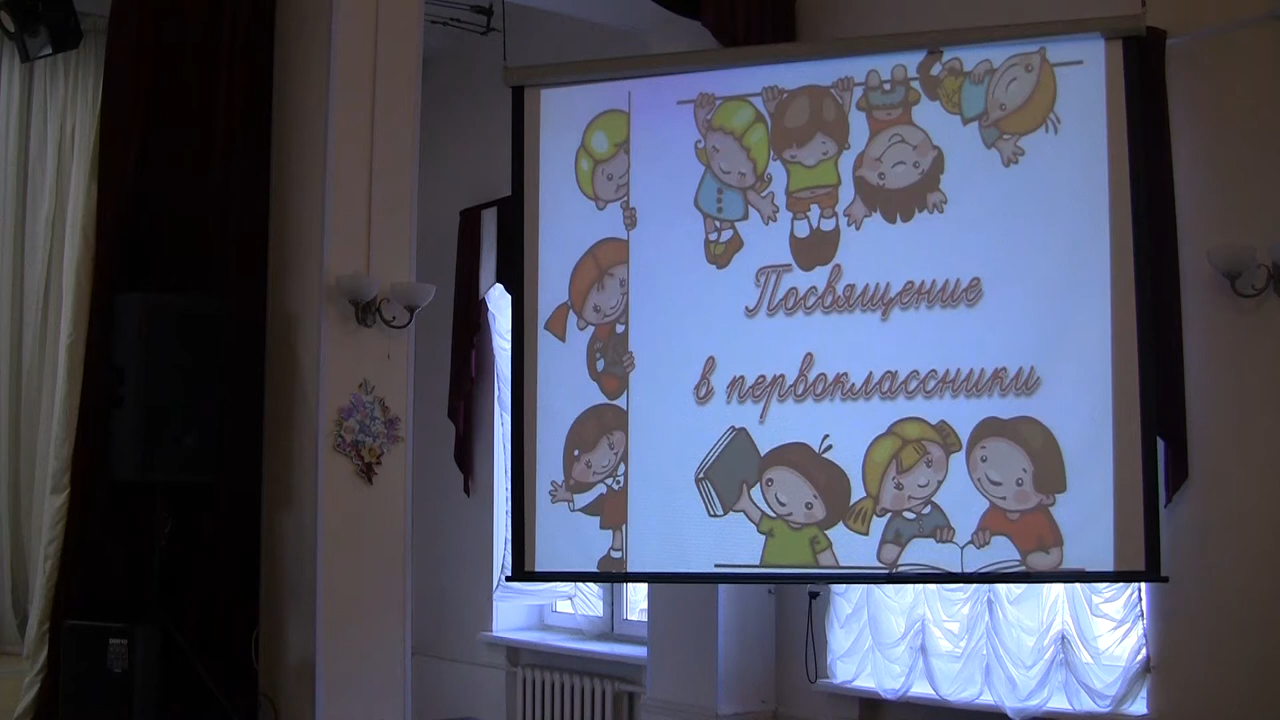 Посвящение
в первоклассники